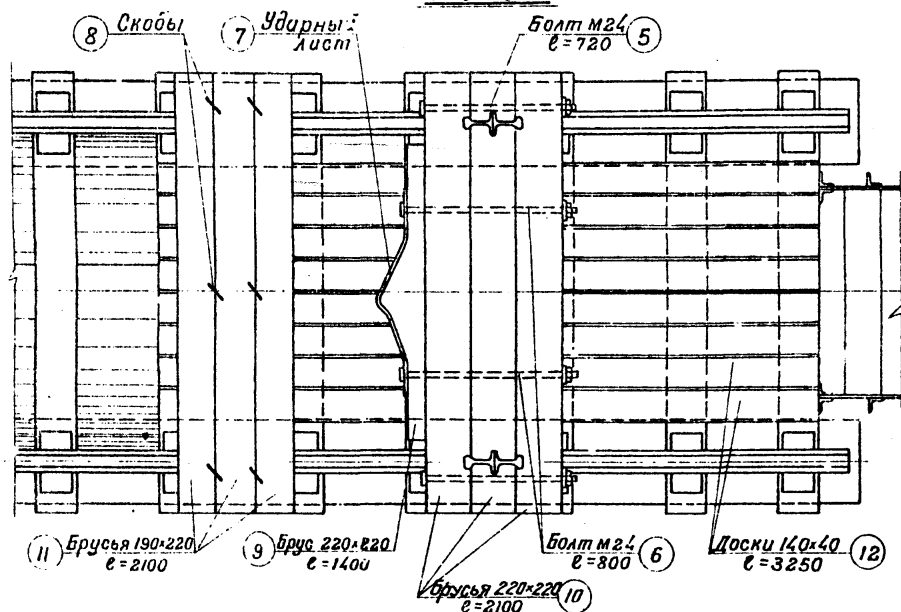 8 Скобы
7 Ударный
лист
Болт М24 5
ℓ=720
11 Брусья 190×220
ℓ=2100
9 Брус 220×220
ℓ=1400
Брусья 220×220 10
ℓ=2100
Болт М24 6
ℓ=800
Доски 140×40 12
ℓ=3250